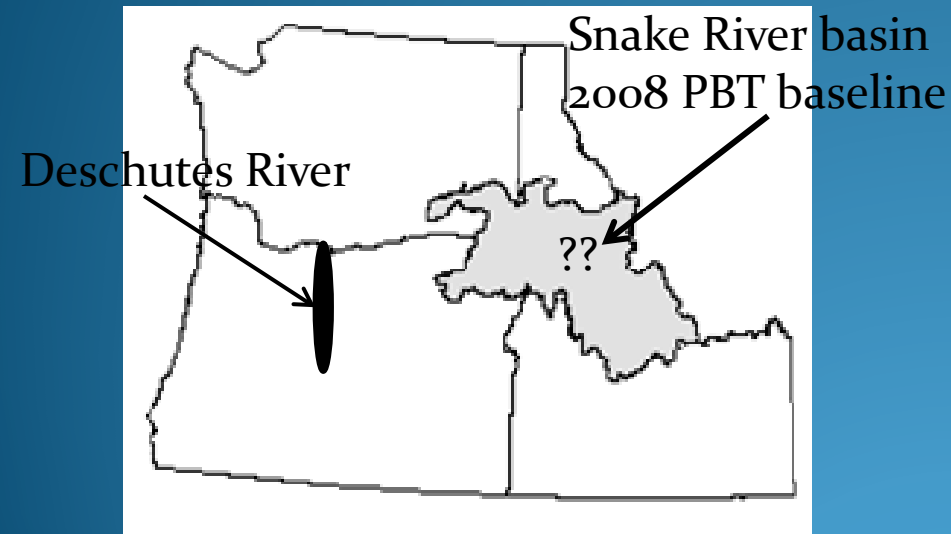 Snake River basin
2008 PBT baseline
Deschutes River
??